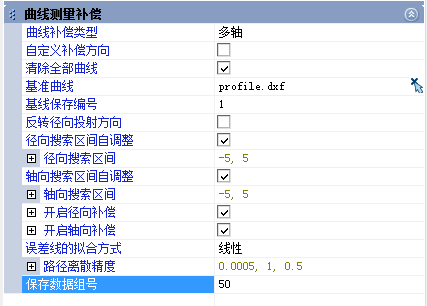 曲线测量补偿
曲线补偿类型 多轴
自定义补偿方向
清除全部曲线
基准曲线 profile.dxf
基线保存编号 1
反转径向投射方向
径向搜索区间自调整
径向搜索区间 -5, 5
轴向搜索区间自调整
轴向搜索区间 -5, 5
开启径向补偿
开启轴向补偿
误差线的拟合方式 线性
路径离散精度 0.0005, 1, 0.5
保存数据组号 50